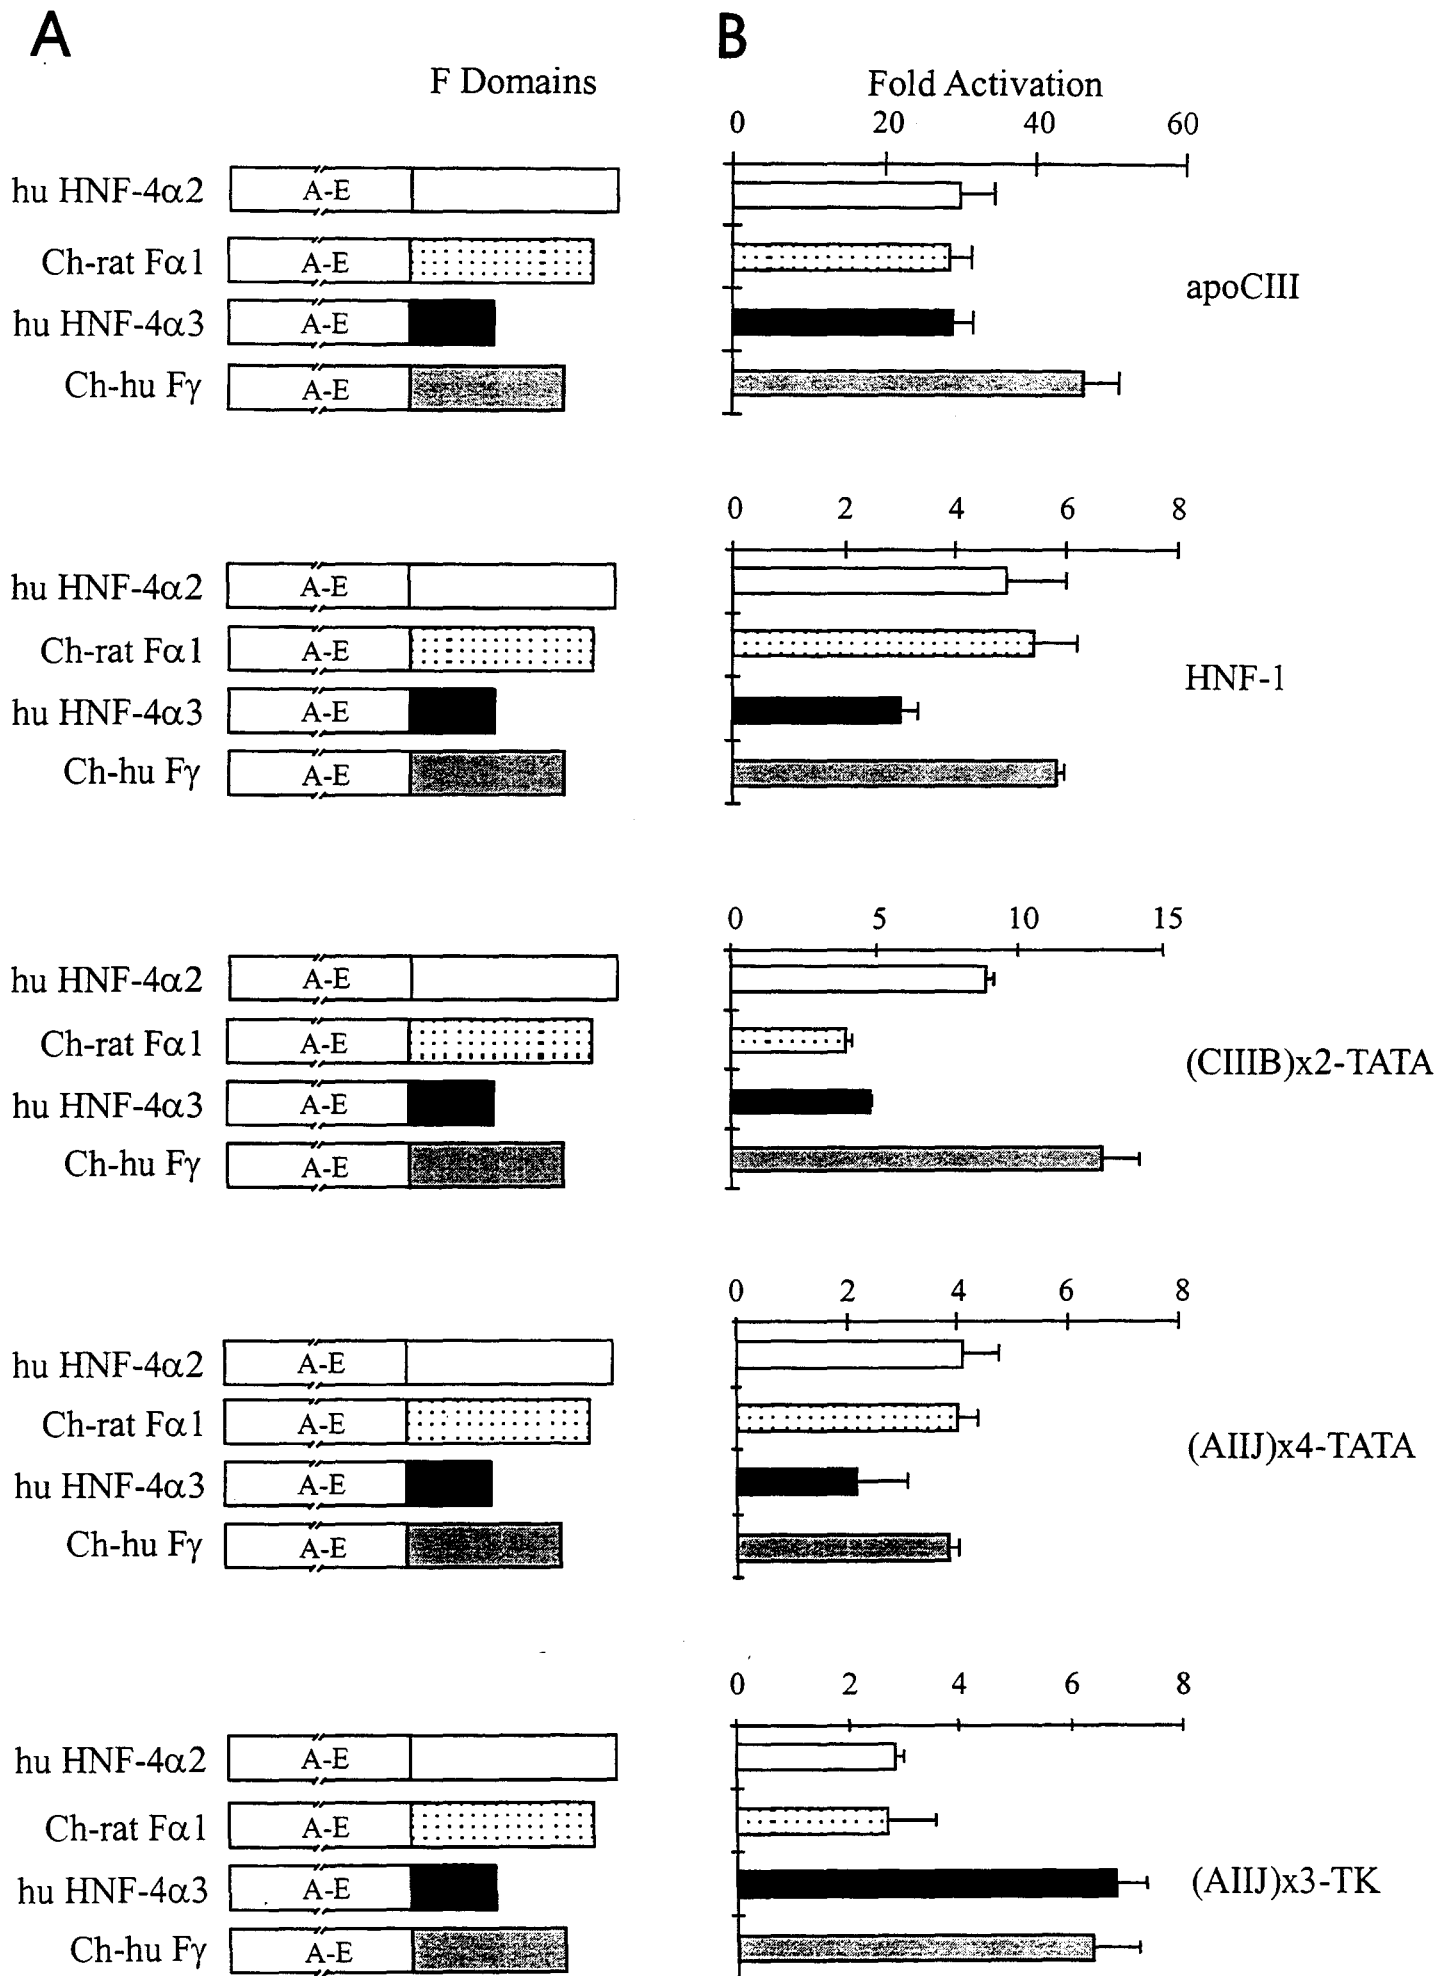 A
B
F Domains
Fold Activation
0 20 40 60
hu HNF-4α2 A-E
Ch-rat Fα1 A-E
hu HNF-4α3 A-E
Ch-hu Fγ A-E
apoCIII
0 2 4 6 8
hu HNF-4α2 A-E
Ch-rat Fα1 A-E
hu HNF-4α3 A-E
Ch-hu Fγ A-E
HNF-1
0 5 10 15
hu HNF-4α2 A-E
Ch-rat Fα1 A-E
hu HNF-4α3 A-E
Ch-hu Fγ A-E
(CIIIB)x2-TATA
0 2 4 6 8
hu HNF-4α2 A-E
Ch-rat Fα1 A-E
hu HNF-4α3 A-E
Ch-hu Fγ A-E
(AIIJ)x4-TATA
0 2 4 6 8
hu HNF-4α2 A-E
Ch-rat Fα1 A-E
hu HNF-4α3 A-E
Ch-hu Fγ A-E
(AIIJ)x3-TK